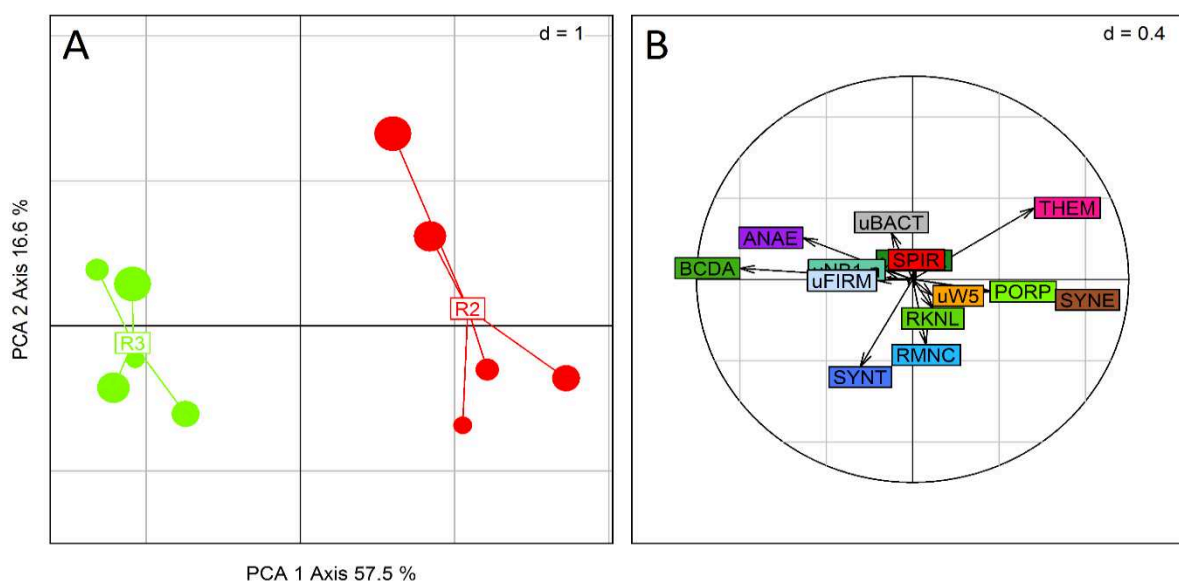 A
d = 1
R3
R2
PCA 2 Axis 16.6 %
PCA 1 Axis 57.5 %
B
d = 0.4
THEM
uBACT
ANAE
SPIR
BCDA
uFIRM
PORP
uW5
SYNE
RKNL
RMNC
SYNT